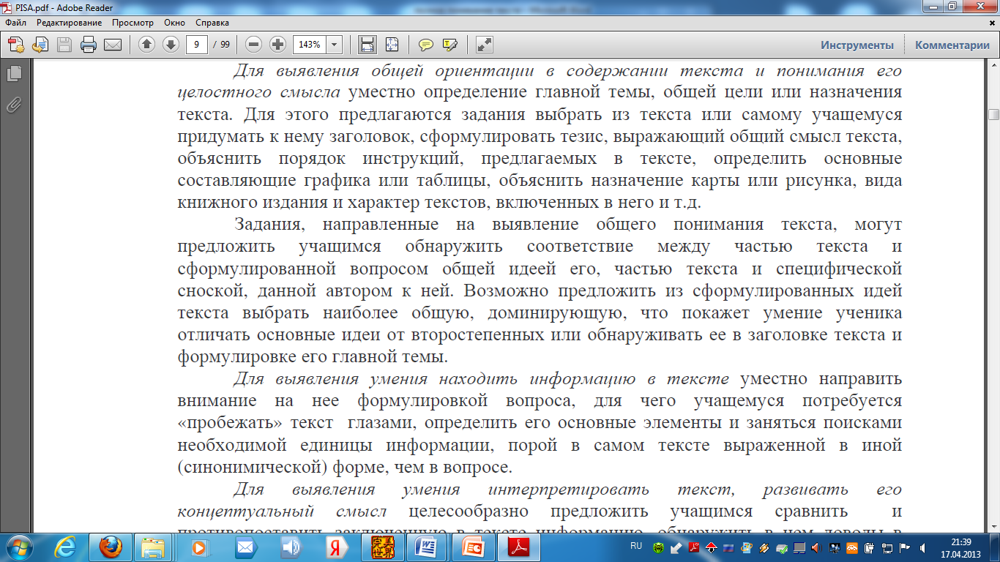 PISA.pdf - Adobe Reader
Файл Редактирование Просмотр Окно Справка
9 / 99 143% Инструменты Комментарии
Для выявления общей ориентации в содержании текста и понимания его
целостного смысла уместно определение главной темы, общей цели или назначения
текста. Для этого предлагаются задания выбрать из текста или самому учащемуся
придумать к нему заголовок, сформулировать тезис, выражающий общий смысл текста,
объяснить порядок инструкций, предлагаемых в тексте, определить основные
составляющие графика или таблицы, объяснить назначение карты или рисунка, вида
книжного издания и характер текстов, включенных в него и т.д.
Задания, направленные на выявление общего понимания текста, могут
предложить учащимся обнаружить соответствие между частью текста и
сформулированной вопросом общей идеей его, частью текста и специфической
сноской, данной автором к ней. Возможно предложить из сформулированных идей
текста выбрать наиболее общую, доминирующую, что покажет умение ученика
отличать основные идеи от второстепенных или обнаруживать ее в заголовке текста и
формулировке его главной темы.
Для выявления умения находить информацию в тексте уместно направить
внимание на нее формулировкой вопроса, для чего учащемуся потребуется
«пробежать» текст глазами, определить его основные элементы и заняться поисками
необходимой единицы информации, порой в самом тексте выраженной в иной
(синонимической) форме, чем в вопросе.
Для выявления умения интерпретировать текст, развивать его
концептуальный смысл целесообразно предложить учащимся сравнить и
противопоставить заключенную в тексте информацию, обнаружить в нем доводы в
Я RU 21:39
17.04.2013